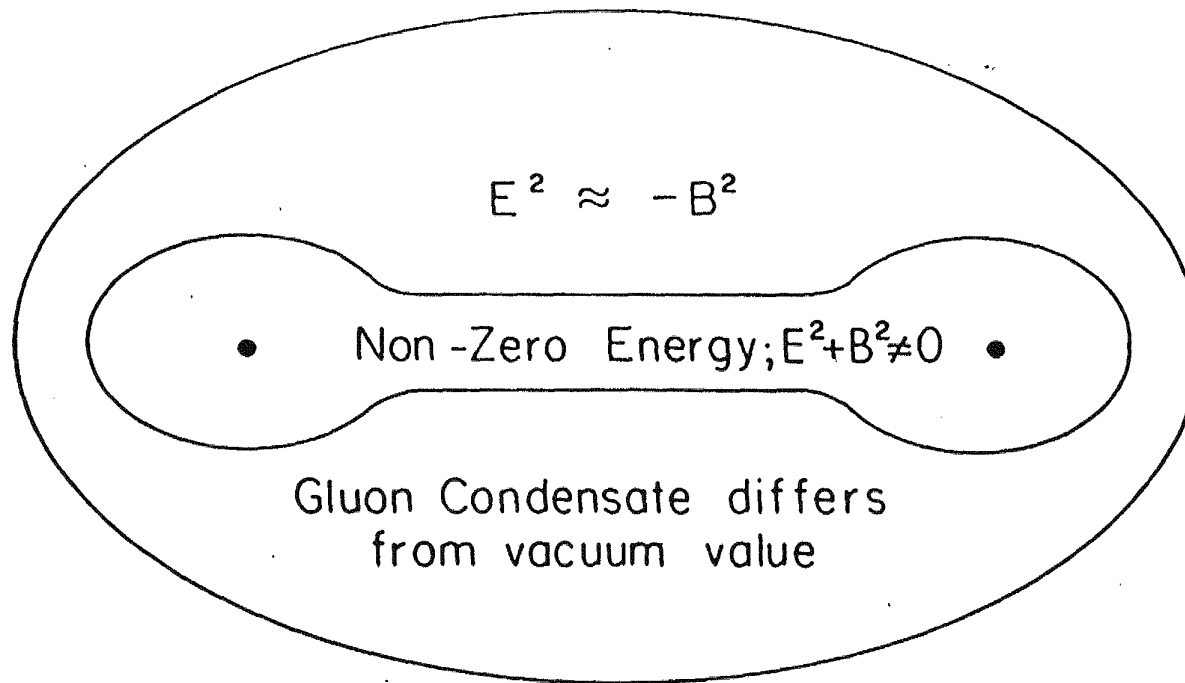 E² ≈ -B²
Non-Zero Energy; E²+B²≠0
Gluon Condensate differs
from vacuum value